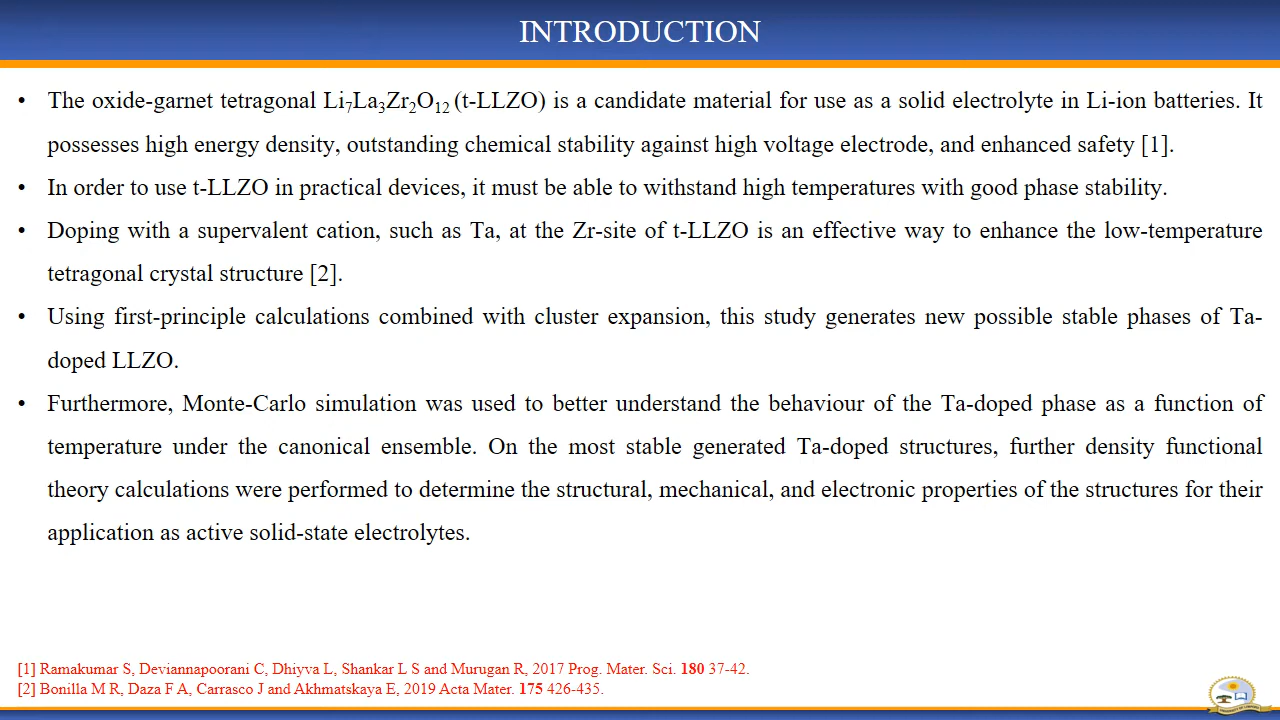 INTRODUCTION
• The oxide-garnet tetragonal Li₇La₃Zr₂O₁₂ (t-LLZO) is a candidate material for use as a solid electrolyte in Li-ion batteries. It
possesses high energy density, outstanding chemical stability against high voltage electrode, and enhanced safety [1].
• In order to use t-LLZO in practical devices, it must be able to withstand high temperatures with good phase stability.
• Doping with a supervalent cation, such as Ta, at the Zr-site of t-LLZO is an effective way to enhance the low-temperature
tetragonal crystal structure [2].
• Using first-principle calculations combined with cluster expansion, this study generates new possible stable phases of Ta-
doped LLZO.
• Furthermore, Monte-Carlo simulation was used to better understand the behaviour of the Ta-doped phase as a function of
temperature under the canonical ensemble. On the most stable generated Ta-doped structures, further density functional
theory calculations were performed to determine the structural, mechanical, and electronic properties of the structures for their
application as active solid-state electrolytes.
[1] Ramakumar S, Deviannapoorani C, Dhiyva L, Shankar L S and Murugan R, 2017 Prog. Mater. Sci. 180 37-42.
[2] Bonilla M R, Daza F A, Carrasco J and Akhmatskaya E, 2019 Acta Mater. 175 426-435.